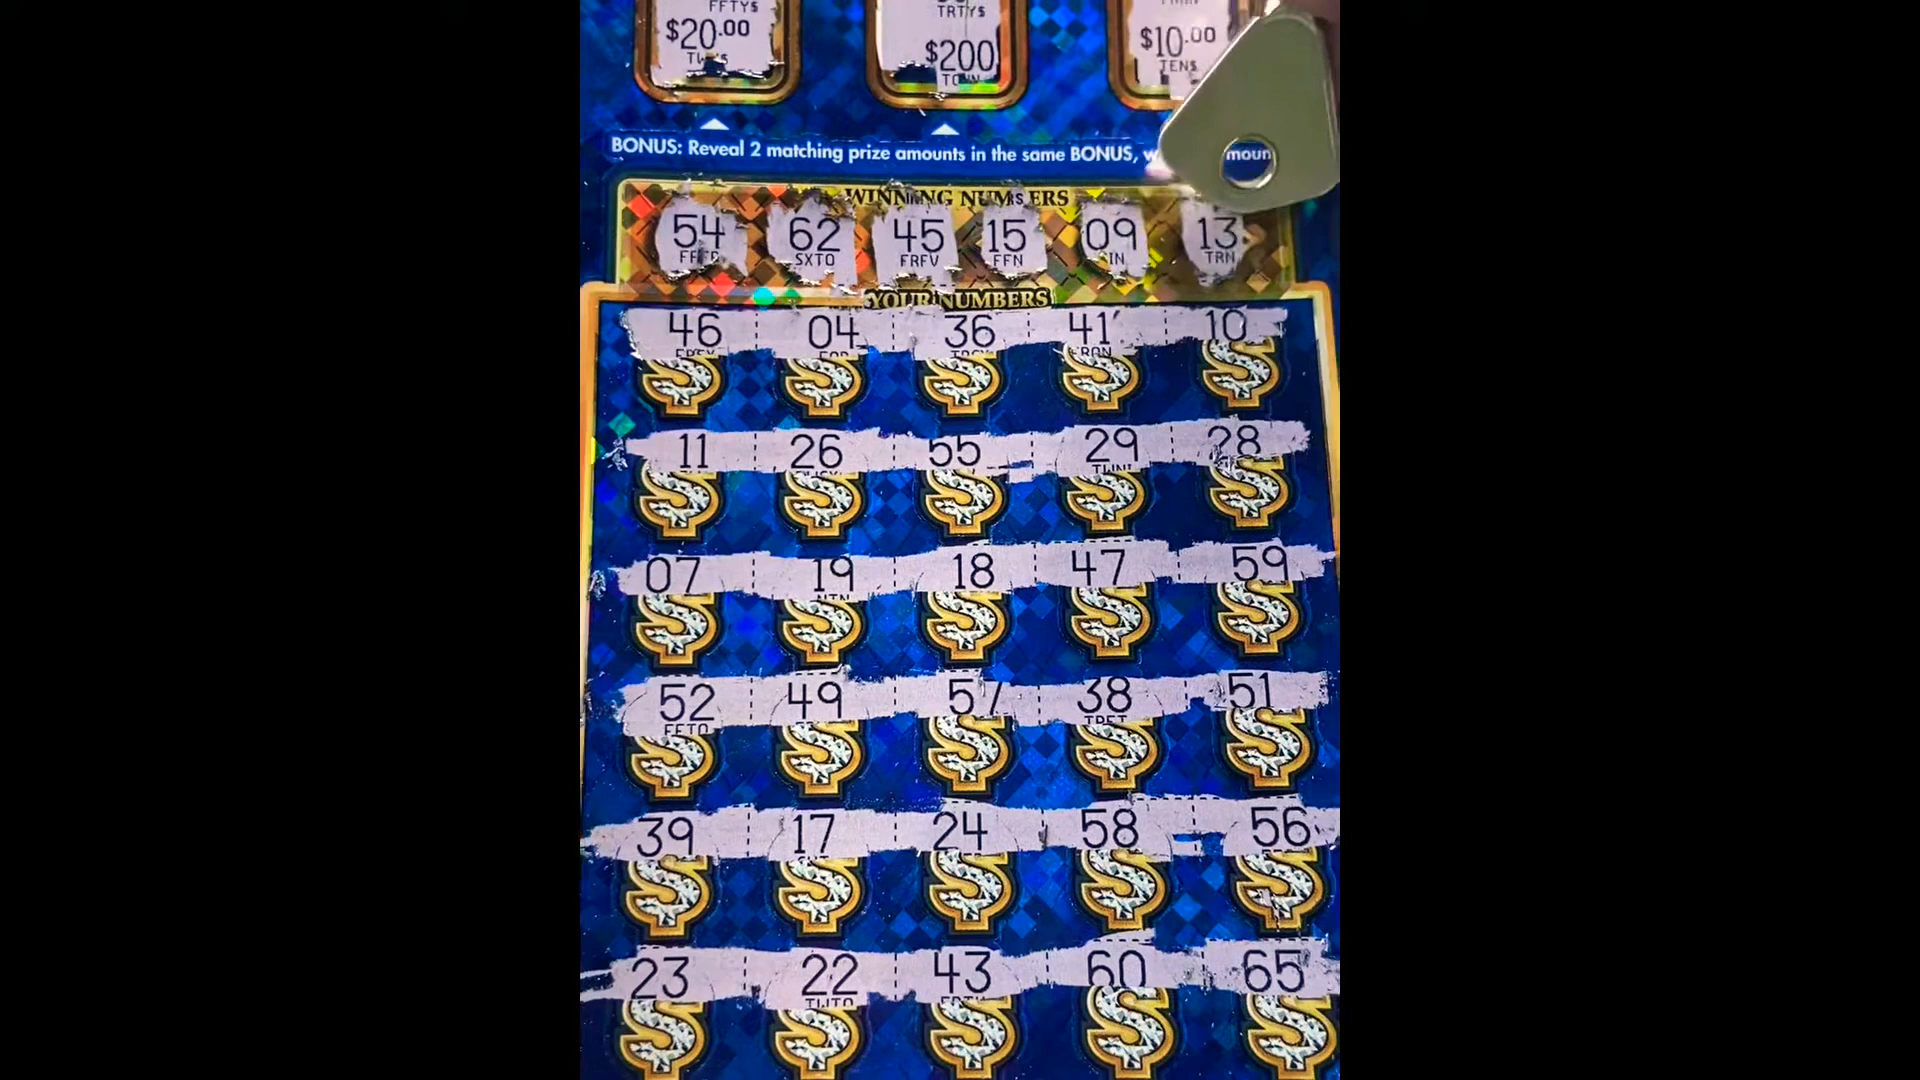 FFTY$ TRTY$
$20.00 $200 $10.00
TEN$
BONUS: Reveal 2 matching prize amounts in the same BONUS,
WINNING NUMBERS
54 62 45 15 09 13
SXTO FRFV FFN TRN
YOUR NUMBERS
46 04 36 41 10
11 26 55 29 28
07 19 18 47 59
52 49 57 38 51
39 17 24 58 56
23 22 43 60 65